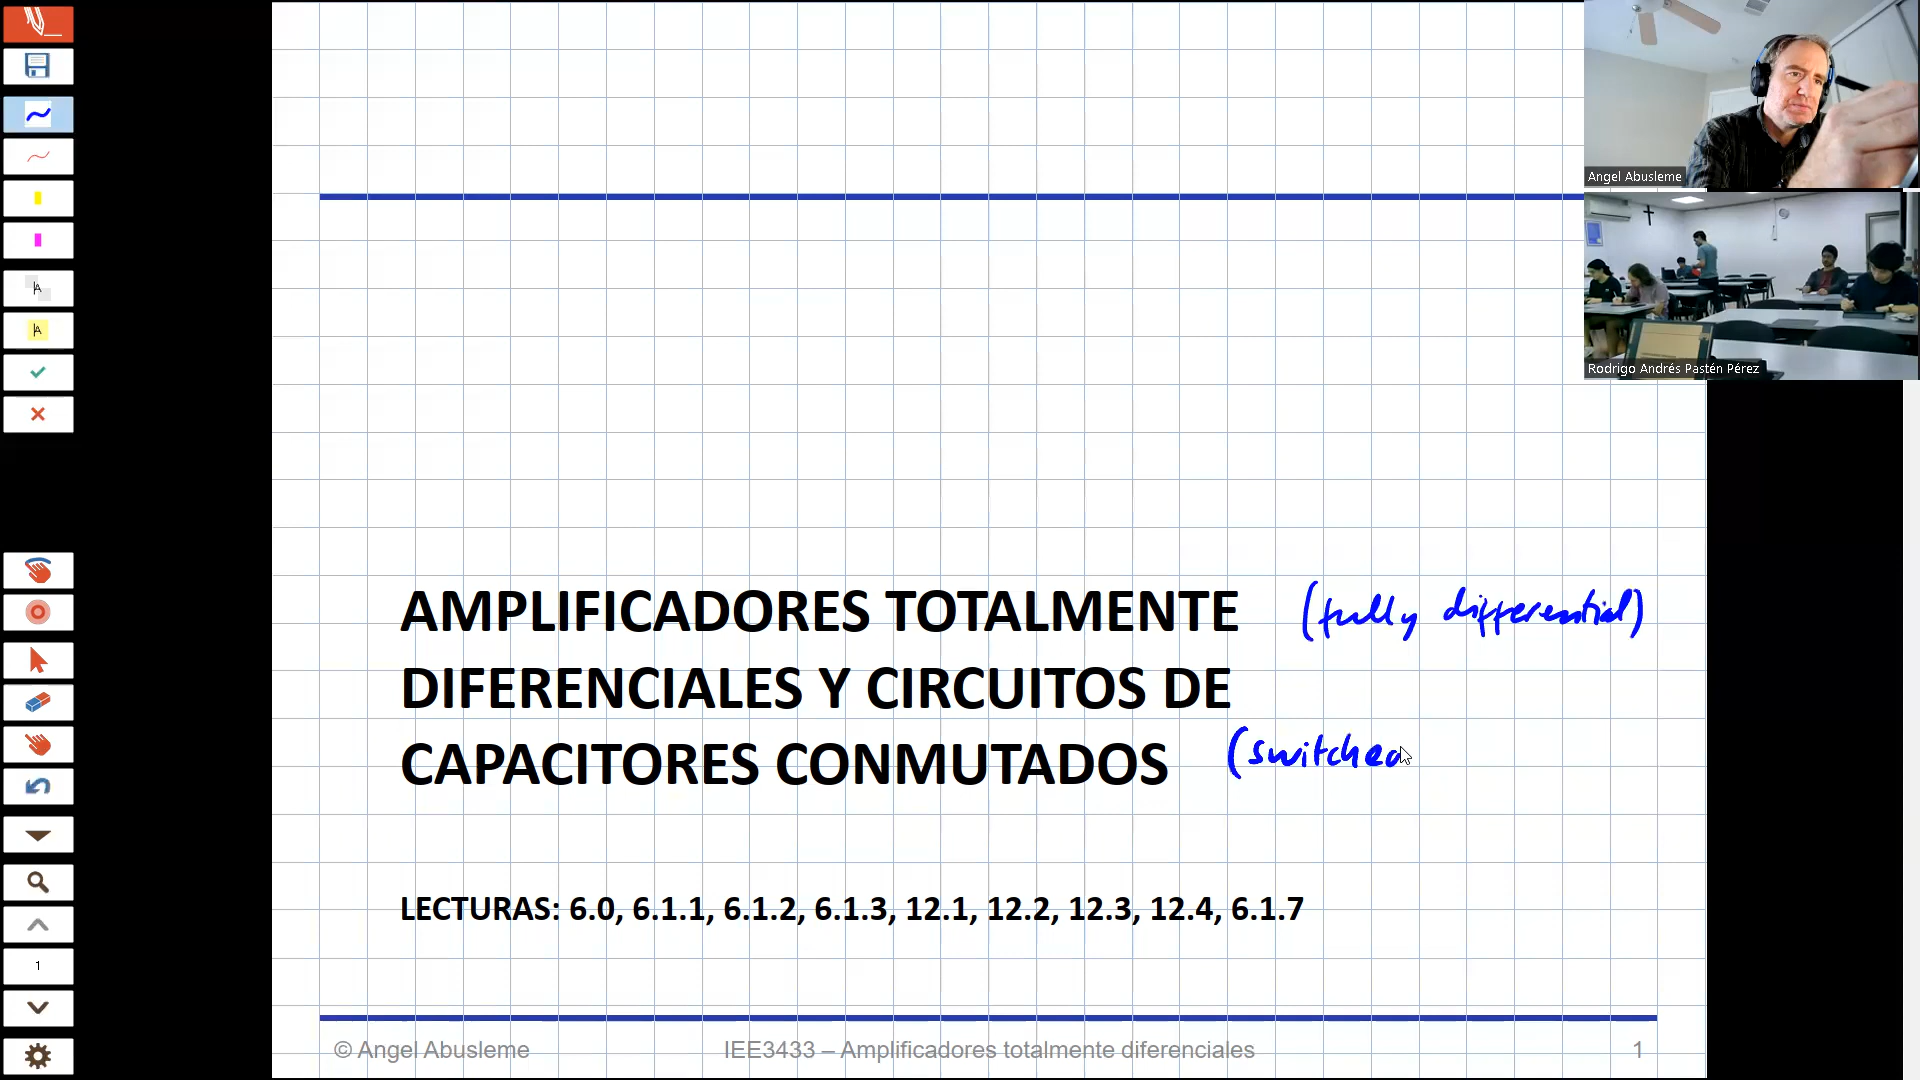 Angel Abusleme
Rodrigo Andrés Pastén Pérez
AMPLIFICADORES TOTALMENTE (fully differential)
DIFERENCIALES Y CIRCUITOS DE
CAPACITORES CONMUTADOS (switched
LECTURAS: 6.0, 6.1.1, 6.1.2, 6.1.3, 12.1, 12.2, 12.3, 12.4, 6.1.7
© Angel Abusleme IEE3433 – Amplificadores totalmente diferenciales 1
1